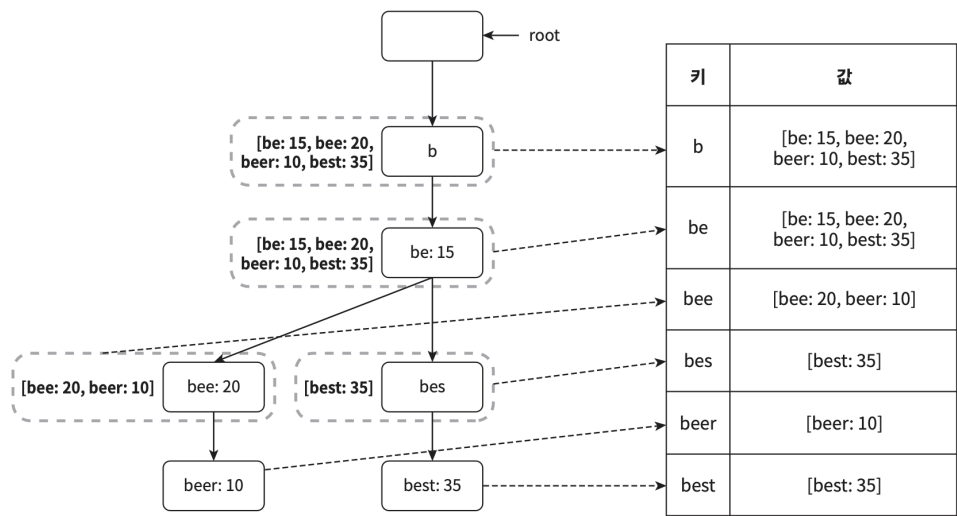 root
[be: 15, bee: 20,
beer: 10, best: 35]
b
[be: 15, bee: 20,
beer: 10, best: 35]
be: 15
[bee: 20, beer: 10]
bee: 20
[best: 35]
bes
beer: 10
best: 35
키
값
b
[be: 15, bee: 20,
beer: 10, best: 35]
be
[be: 15, bee: 20,
beer: 10, best: 35]
bee
[bee: 20, beer: 10]
bes
[best: 35]
beer
[beer: 10]
best
[best: 35]